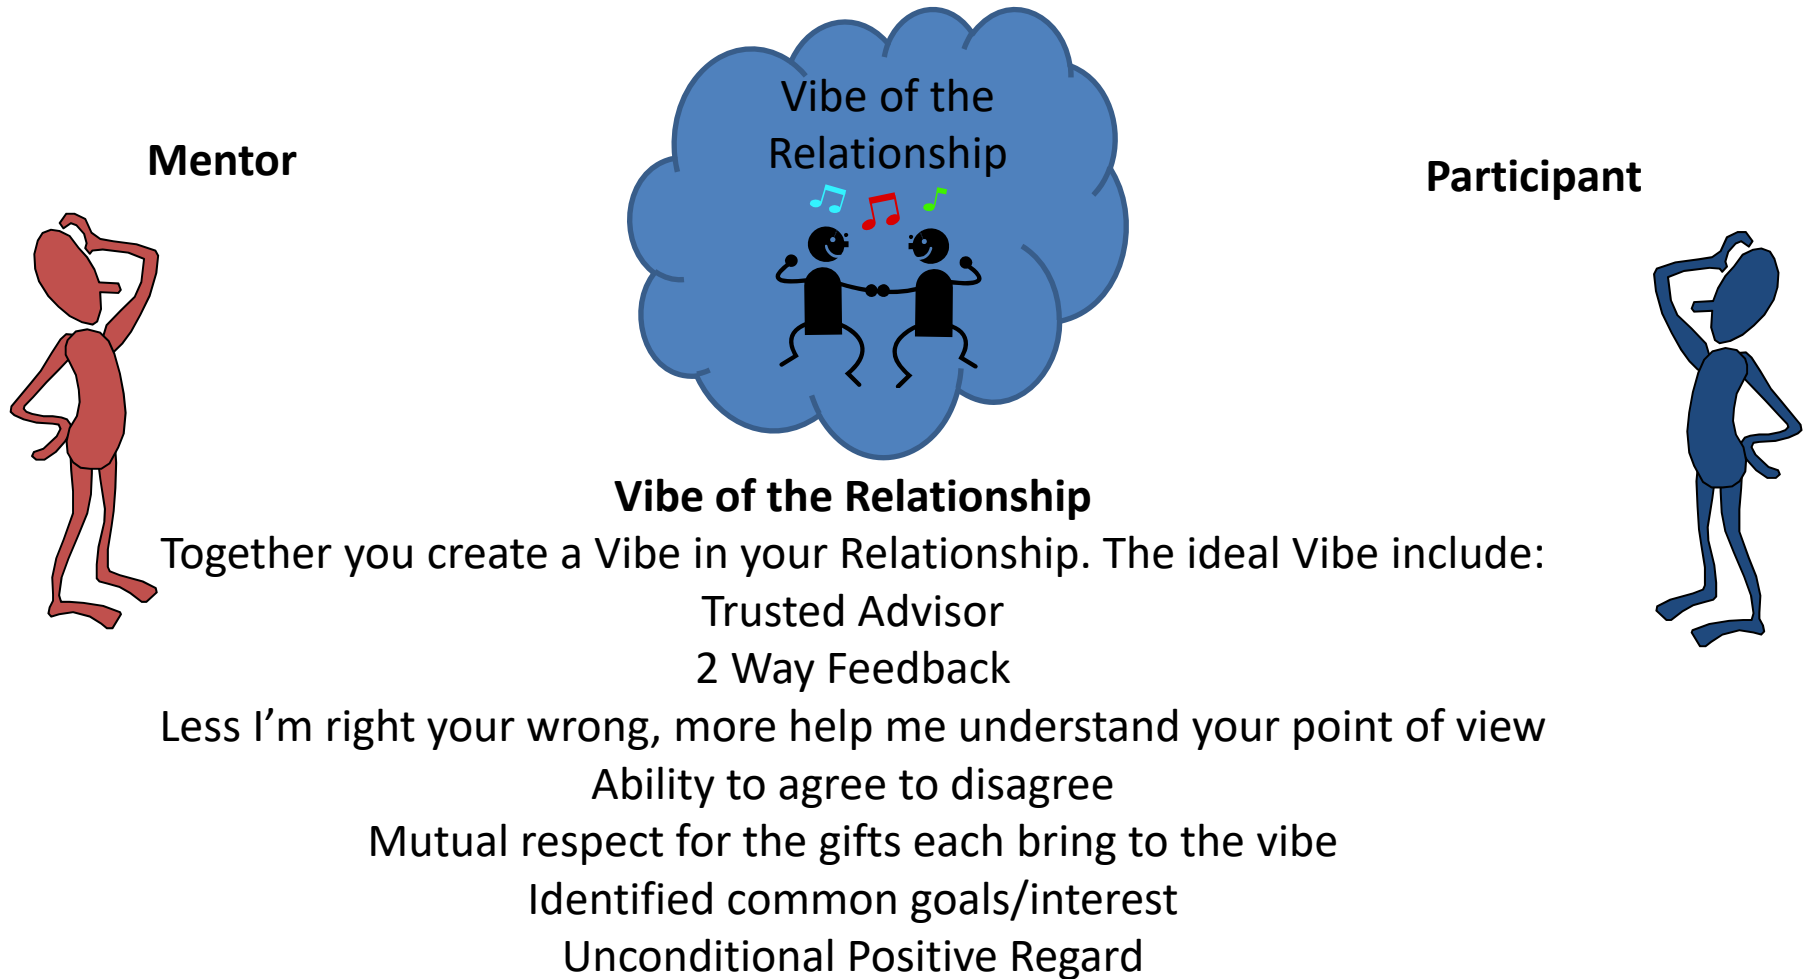 Vibe of the
Relationship
Mentor
Participant
Vibe of the Relationship
Together you create a Vibe in your Relationship. The ideal Vibe include:
Trusted Advisor
2 Way Feedback
Less I’m right your wrong, more help me understand your point of view
Ability to agree to disagree
Mutual respect for the gifts each bring to the vibe
Identified common goals/interest
Unconditional Positive Regard